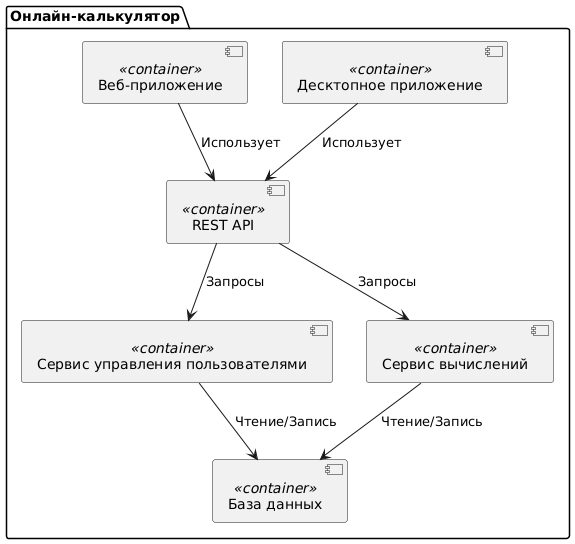 Онлайн-калькулятор
«container»
Веб-приложение
«container»
Десктопное приложение
Использует
Использует
«container»
REST API
Запросы
Запросы
«container»
Сервис управления пользователями
«container»
Сервис вычислений
Чтение/Запись
Чтение/Запись
«container»
База данных